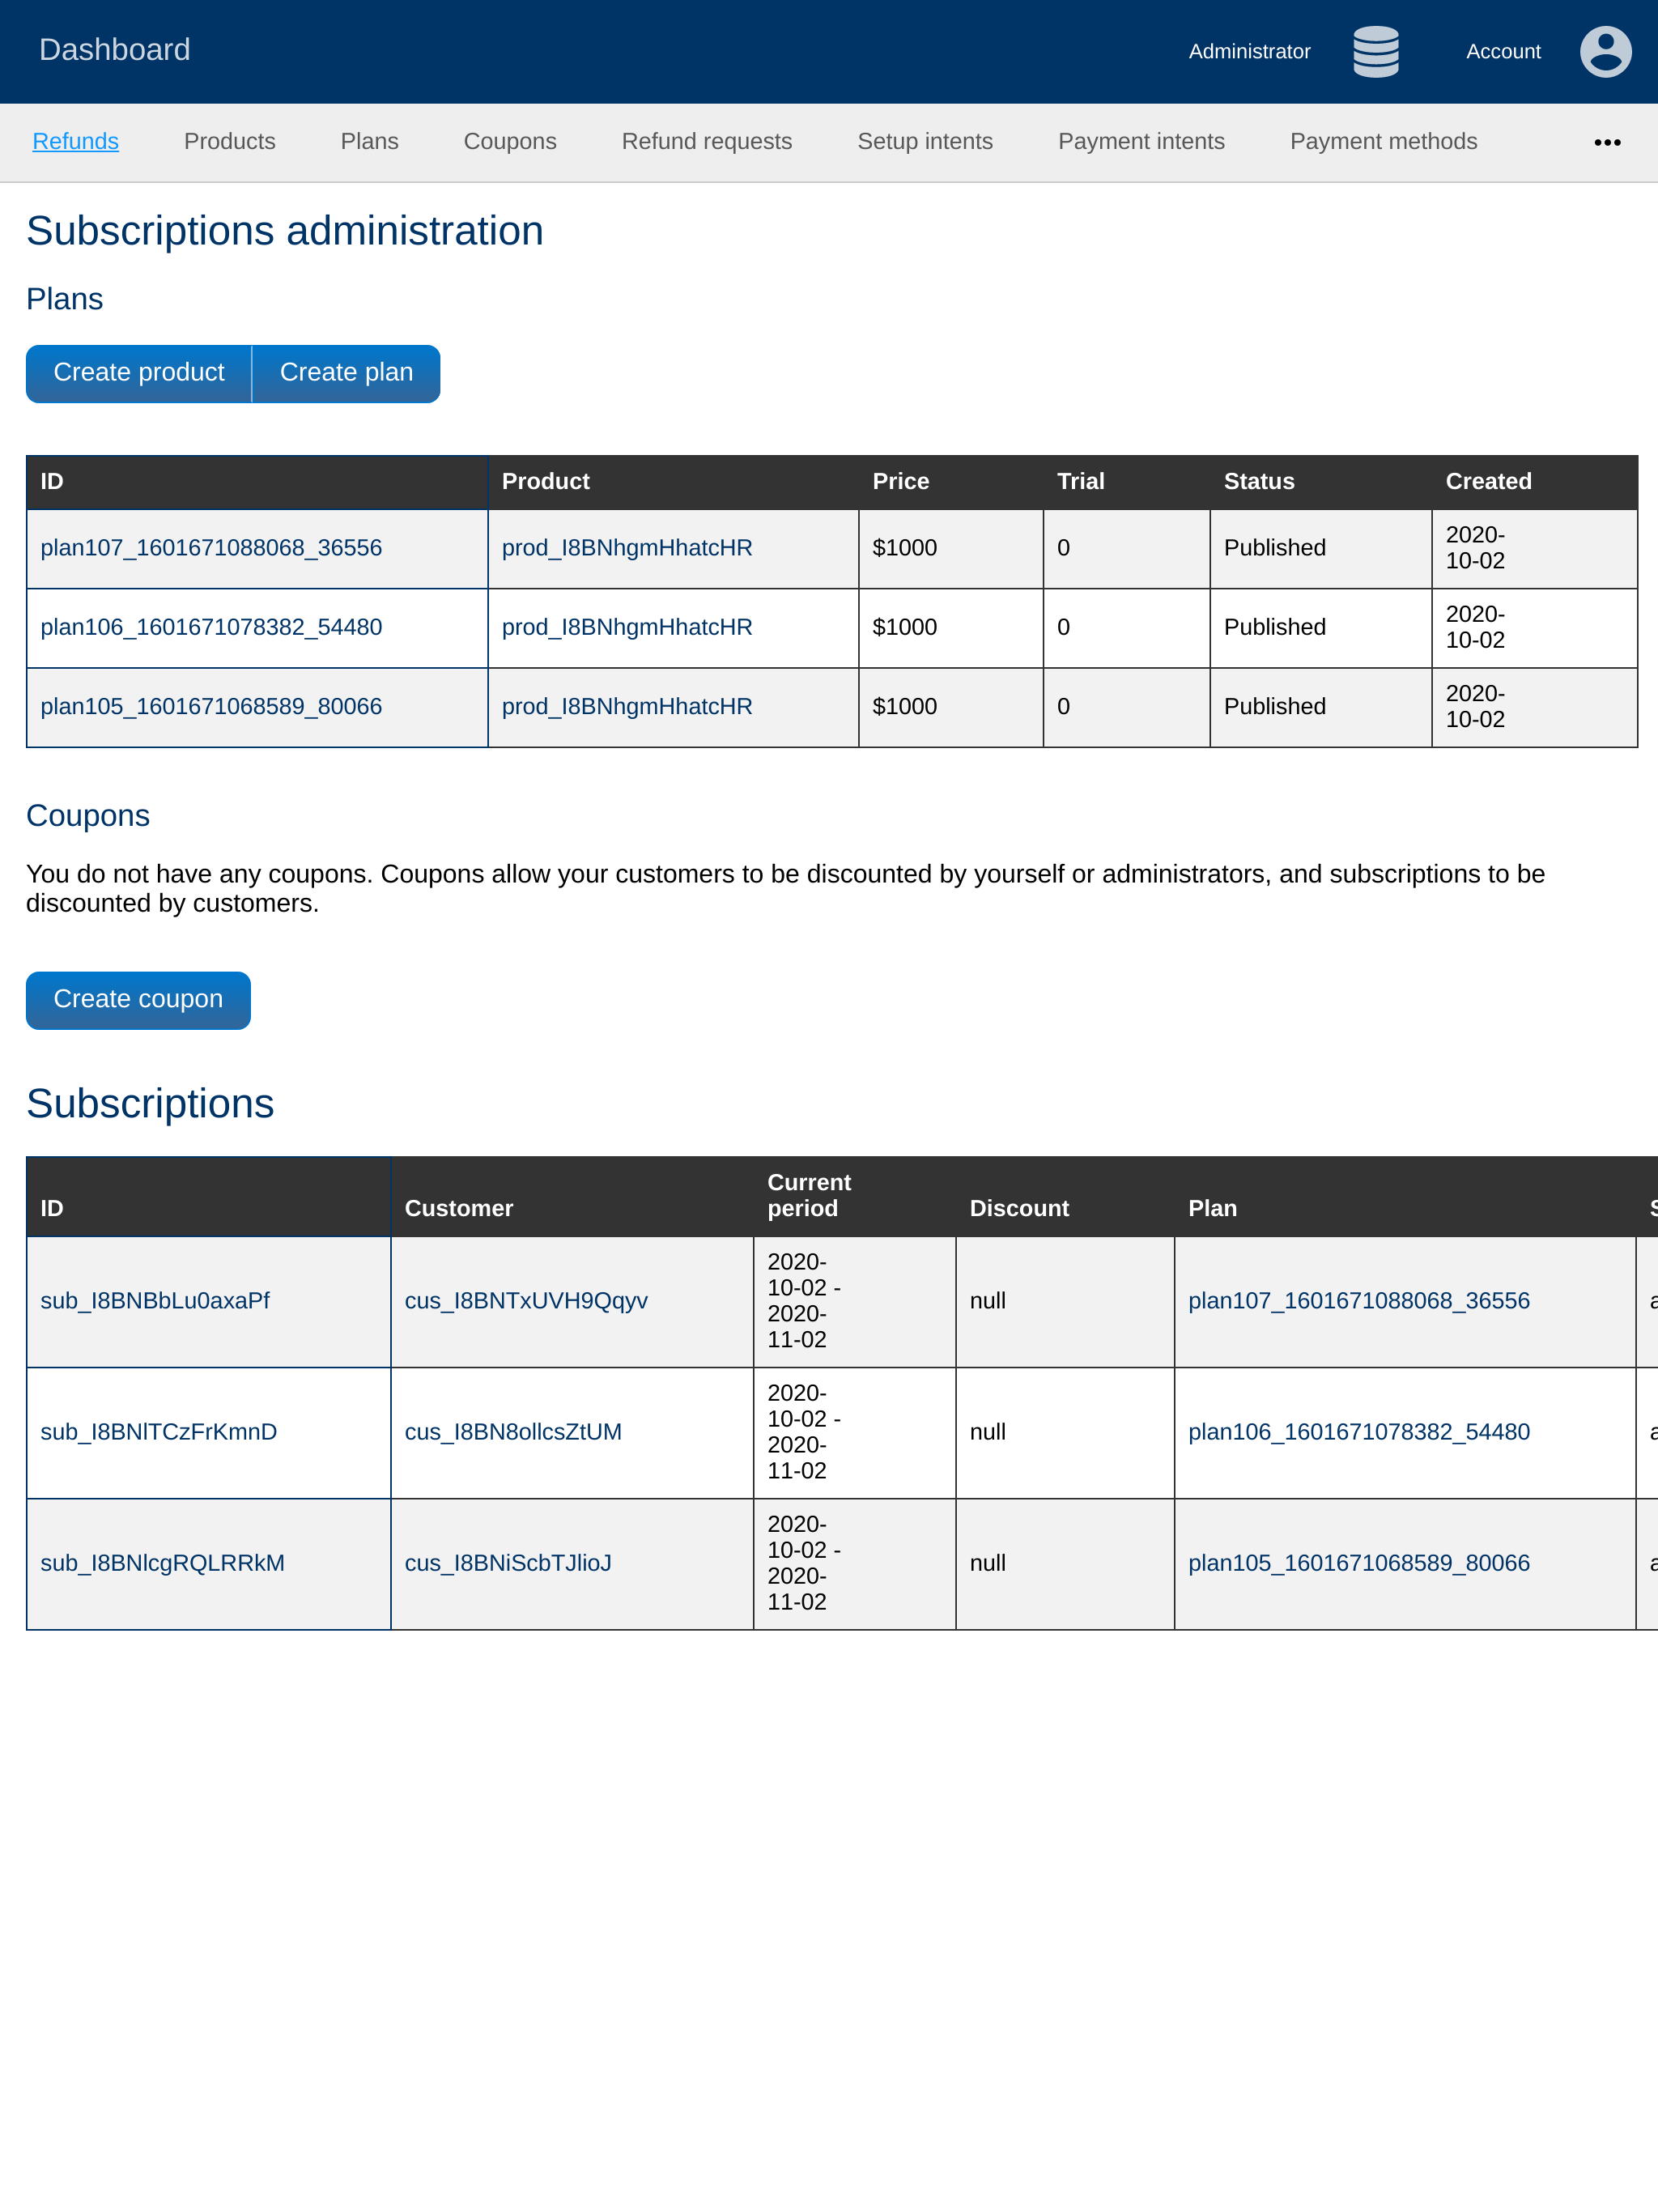 Dashboard Administrator Account
Refunds Products Plans Coupons Refund requests Setup intents Payment intents Payment methods •••
Subscriptions administration
Plans
Create product Create plan
ID Product Price Trial Status Created
plan107_1601671088068_36556 prod_I8BNhgmHhatcHR $1000 0 Published 2020-
10-02
plan106_1601671078382_54480 prod_I8BNhgmHhatcHR $1000 0 Published 2020-
10-02
plan105_1601671068589_80066 prod_I8BNhgmHhatcHR $1000 0 Published 2020-
10-02
Coupons
You do not have any coupons. Coupons allow your customers to be discounted by yourself or administrators, and subscriptions to be
discounted by customers.
Create coupon
Subscriptions
ID Customer Current
period Discount Plan
sub_I8BNBbLu0axaPf cus_I8BNTxUVH9Qqyv 2020-
10-02 -
2020-
11-02 null plan107_1601671088068_36556
sub_I8BNlTCzFrKmnD cus_I8BN8ollcsZtUM 2020-
10-02 -
2020-
11-02 null plan106_1601671078382_54480
sub_I8BNlcgRQLRRkM cus_I8BNiScbTJlioJ 2020-
10-02 -
2020-
11-02 null plan105_1601671068589_80066